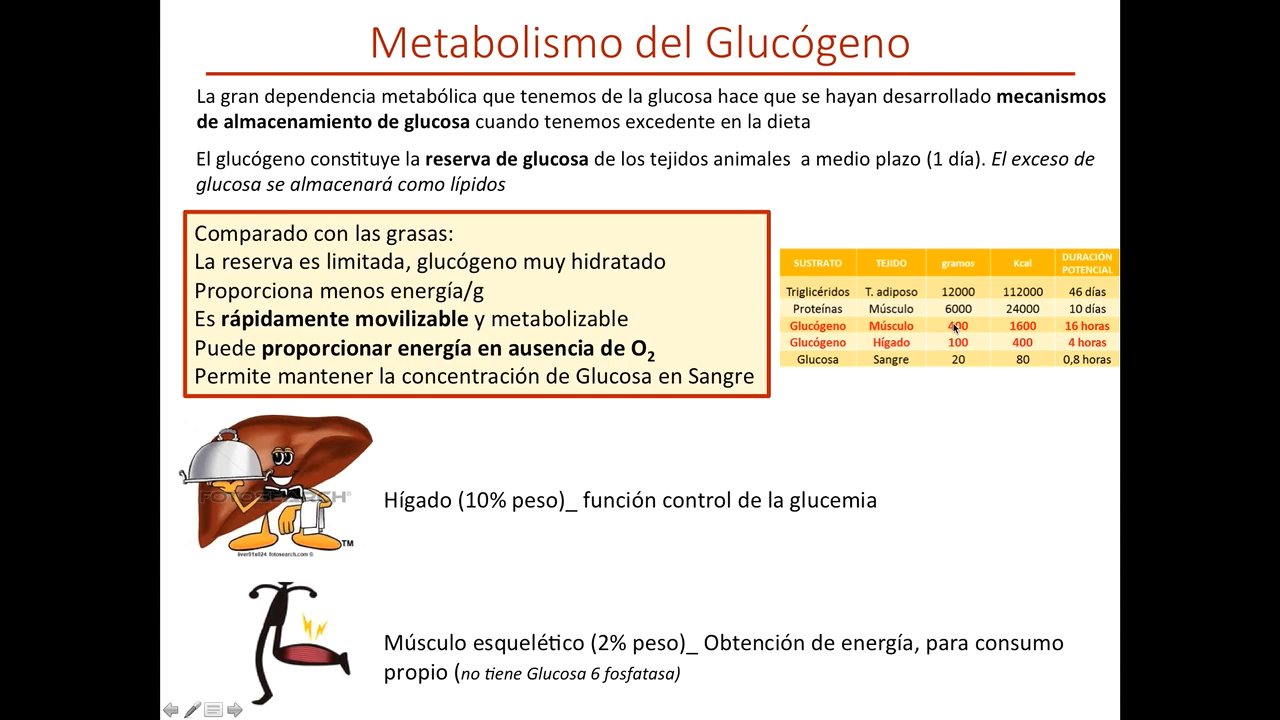 Metabolismo del Glucógeno
La gran dependencia metabólica que tenemos de la glucosa hace que se hayan desarrollado mecanismos
de almacenamiento de glucosa cuando tenemos excedente en la dieta
El glucógeno constituye la reserva de glucosa de los tejidos animales a medio plazo (1 día). El exceso de
glucosa se almacenará como lípidos
Comparado con las grasas:
La reserva es limitada, glucógeno muy hidratado
Proporciona menos energía/g
Es rápidamente movilizable y metabolizable
Puede proporcionar energía en ausencia de O2
Permite mantener la concentración de Glucosa en Sangre
SUSTRATO TEJIDO gramos Kcal DURACIÓN POTENCIAL
Triglicéridos T. adiposo 12000 112000 46 días
Proteínas Músculo 6000 24000 10 días
Glucógeno Músculo 400 1600 16 horas
Glucógeno Hígado 100 400 4 horas
Glucosa Sangre 20 80 0,8 horas
FOTOSEARCH®
TM
liver01s024 fotosearch.com ©
Hígado (10% peso)_ función control de la glucemia
Músculo esquelético (2% peso)_ Obtención de energía, para consumo
propio (no tiene Glucosa 6 fosfatasa)